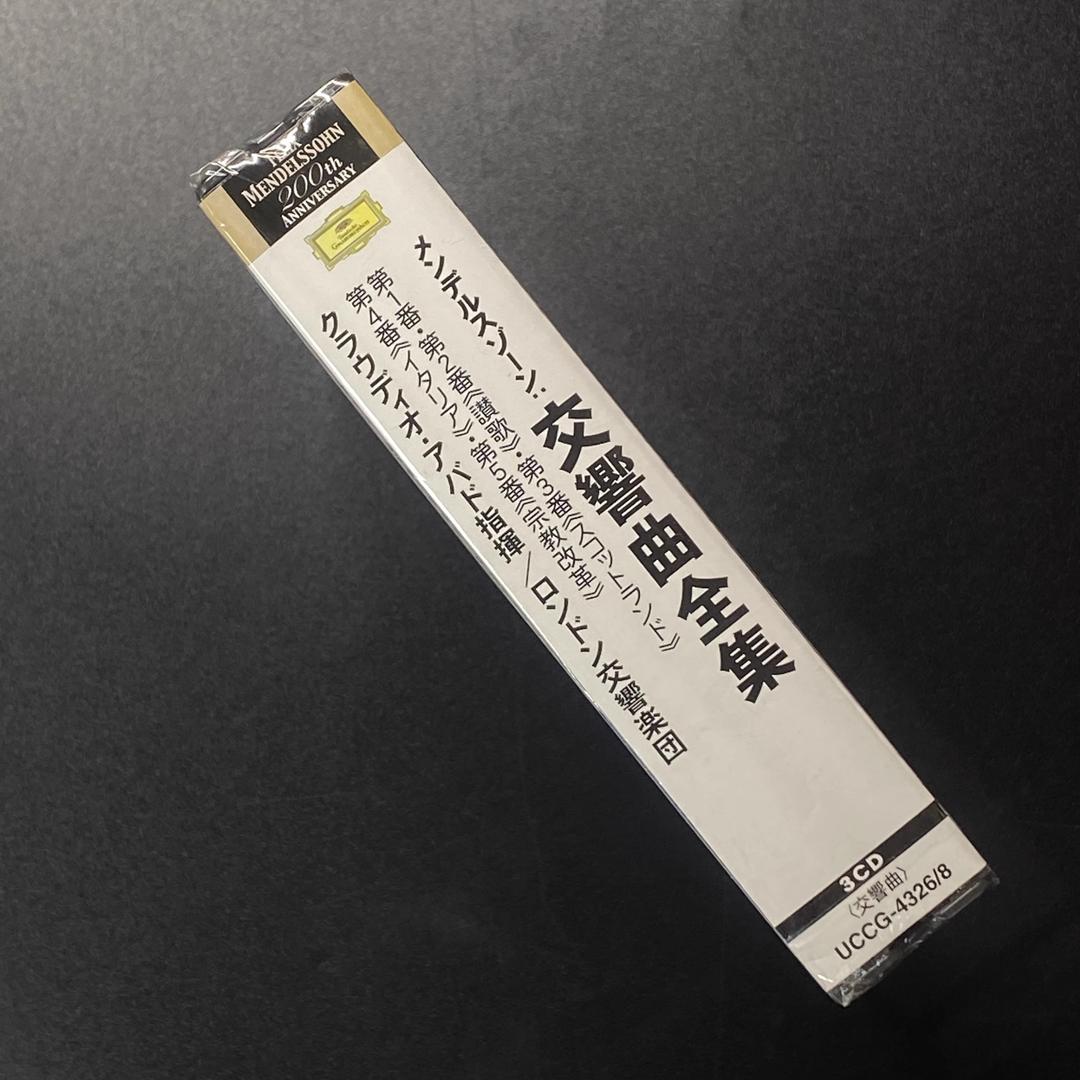 MENDELSSOHN
200th
ANNIVERSARY
Deutsche
Grammophon
メンデルスゾーン:
交響曲全集
第1番・第2番《讃歌》・第3番《スコットランド》
第4番《イタリア》・第5番《宗教改革》
クラウディオ・アバド指揮/ロンドン交響楽団
3CD
〈交響曲〉
UCCG-4326/8